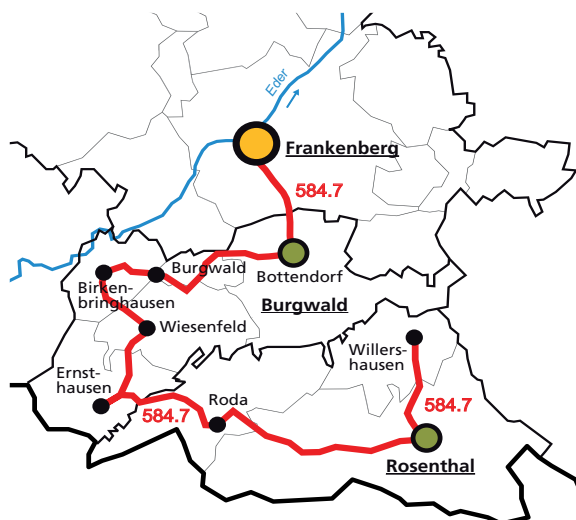 Eder
Frankenberg
584.7
Burgwald
Bottendorf
Birken-
bringhausen
Burgwald
Wiesenfeld
Willers-
hausen
Ernst-
hausen
Roda
584.7
584.7
Rosenthal